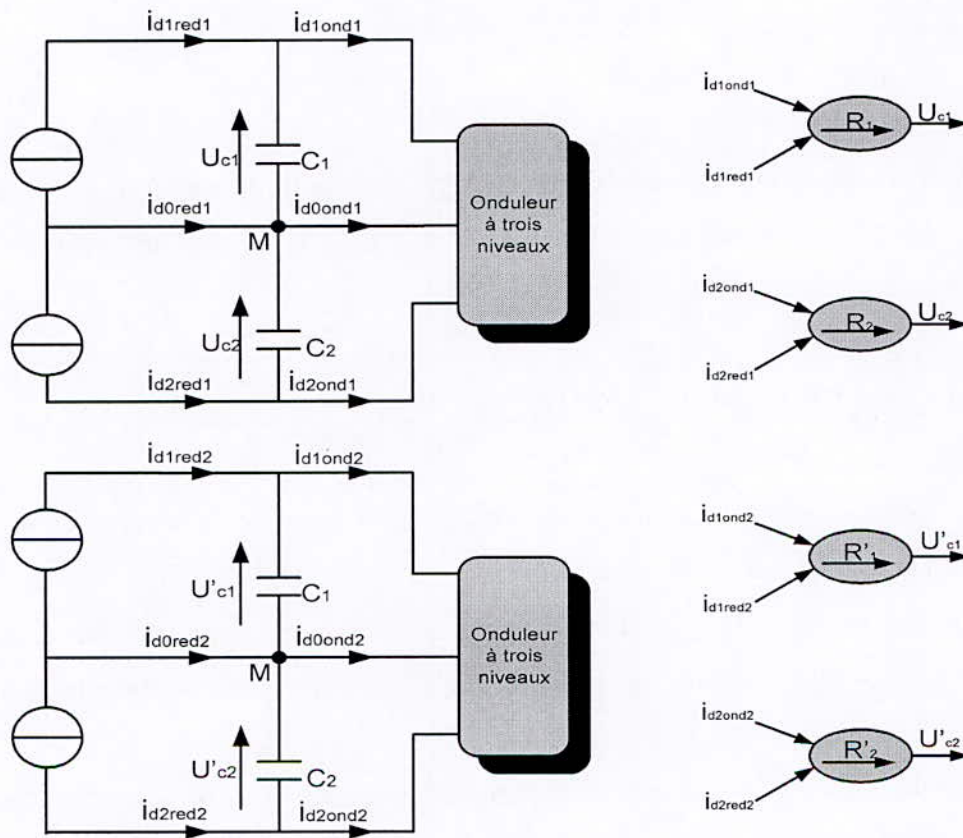 id1red1
id1ond1
Uc1
C1
id0red1
id0ond1
M
Onduleur
à trois
niveaux
Uc2
C2
id2red1
id2ond1
id1ond1
id1red1
R1
Uc1
id2ond1
id2red1
R2
Uc2
id1red2
id1ond2
U'c1
C1
id0red2
id0ond2
M
Onduleur
à trois
niveaux
U'c2
C2
id2red2
id2ond2
id1ond2
id1red2
R'1
U'c1
id2ond2
id2red2
R'2
U'c2